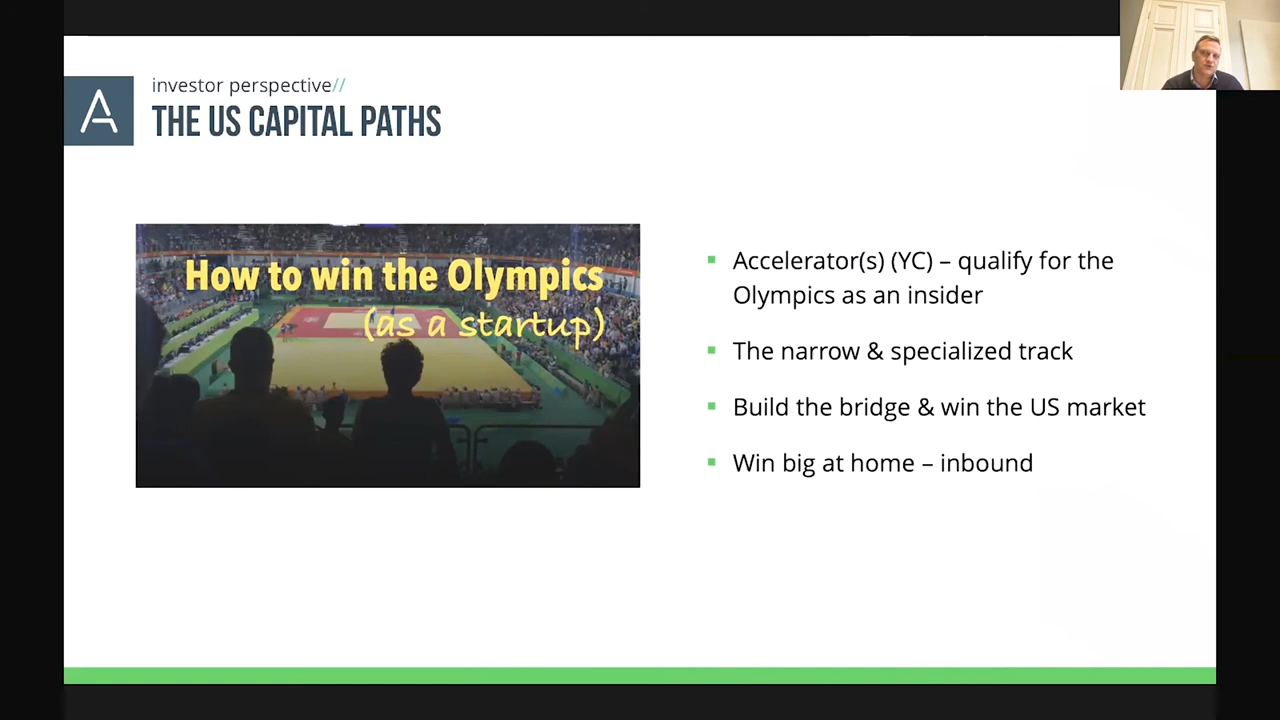 investor perspective//
THE US CAPITAL PATHS
How to win the Olympics
(as a startup)
▪ Accelerator(s) (YC) – qualify for the
Olympics as an insider
▪ The narrow & specialized track
▪ Build the bridge & win the US market
▪ Win big at home – inbound